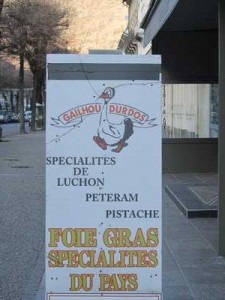 GAILHOU DURDOS
SPECIALITES
DE
LUCHON
PETERAM
PISTACHE
FOIE GRAS
SPECIALITES
DU PAYS